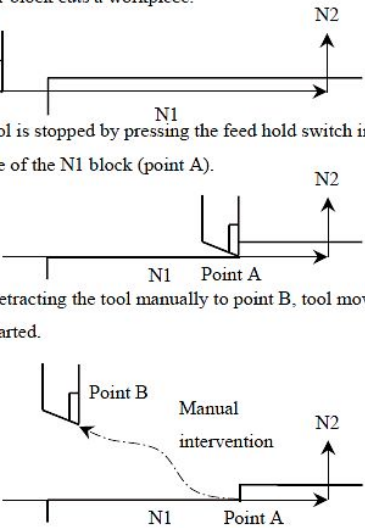 block cuts a workpiece.
N2
N1
ol is stopped by pressing the feed hold switch i
e of the N1 block (point A).
N2
N1 Point A
etracting the tool manually to point B, tool mov
arted.
Point B
Manual
N2
intervention
N1 Point A